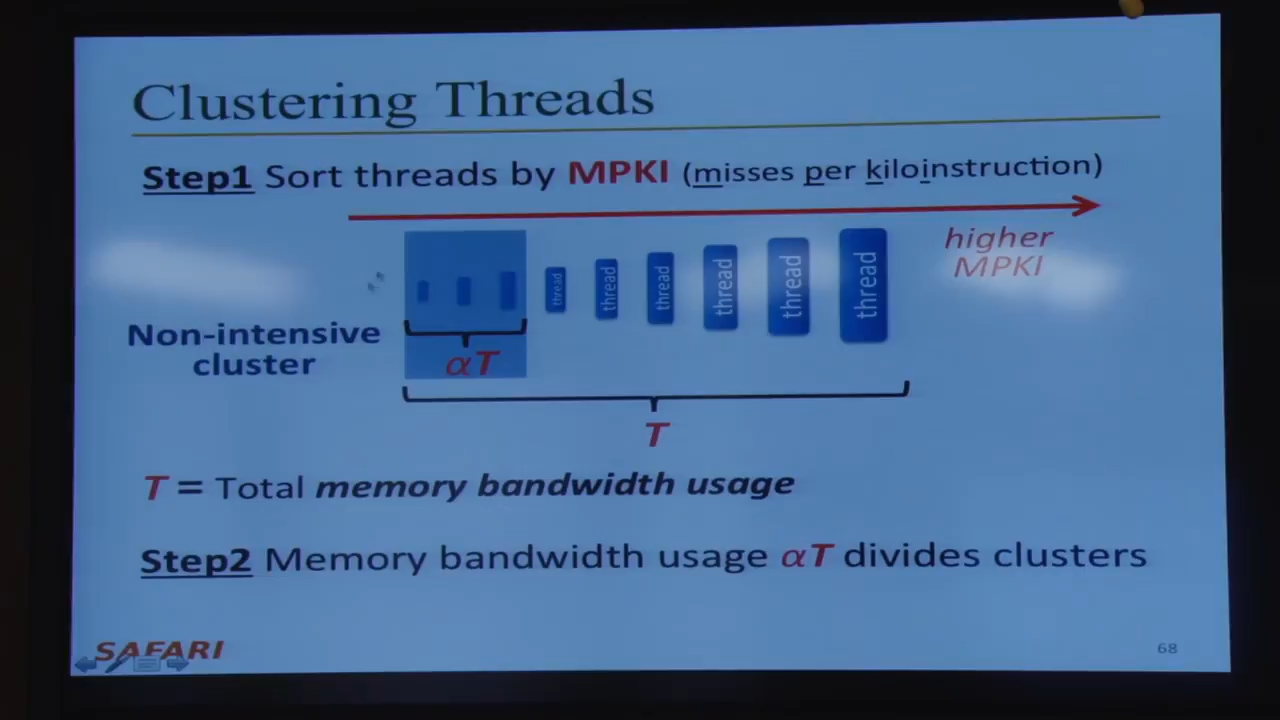 Clustering Threads
Step1 Sort threads by MPKI (misses per kiloinstruction)
higher
MPKI
thread
thread
thread
thread
thread
thread
Non-intensive
cluster
αT
T
T = Total memory bandwidth usage
Step2 Memory bandwidth usage αT divides clusters
SAFARI
68